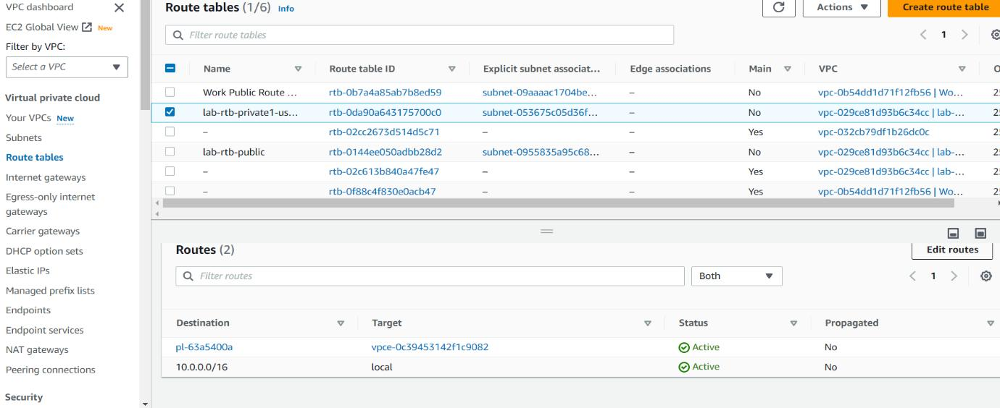 VPC dashboard
EC2 Global View New
Filter by VPC:
Select a VPC
Virtual private cloud
Your VPCs New
Subnets
Route tables
Internet gateways
Egress-only internet
gateways
Carrier gateways
DHCP option sets
Elastic IPs
Managed prefix lists
Endpoints
Endpoint services
NAT gateways
Peering connections
Security
Route tables (1/6) Info
Actions
Create route table
Filter route tables
1
Name Route table ID Explicit subnet associat... Edge associations Main VPC O
Work Public Route ... rtb-0b7a4a85ab7b8ed59 subnet-09aaaac1704be... – No vpc-0b54dd1d71f12fb56 | Wo... 2
lab-rtb-private1-us... rtb-0da90a643175700c0 subnet-053675c05d36f... – No vpc-029ce81d93b6c34cc | lab-... 2
– rtb-02cc2673d514d5c71 – – Yes vpc-032cb79df1b26dc0c 2
lab-rtb-public rtb-0144ee050adbb28d2 subnet-0955835a95c68... – No vpc-029ce81d93b6c34cc | lab-... 2
– rtb-02c613b840a47fe47 – – Yes vpc-029ce81d93b6c34cc | lab-... 2
– rtb-0f88c4f830e0acb47 – – Yes vpc-0b54dd1d71f12fb56 | Wo... 2
Routes (2)
Edit routes
Filter routes
Both
1
Destination Target Status Propagated
pl-63a5400a vpce-0c39453142f1c9082 Active No
10.0.0.0/16 local Active No